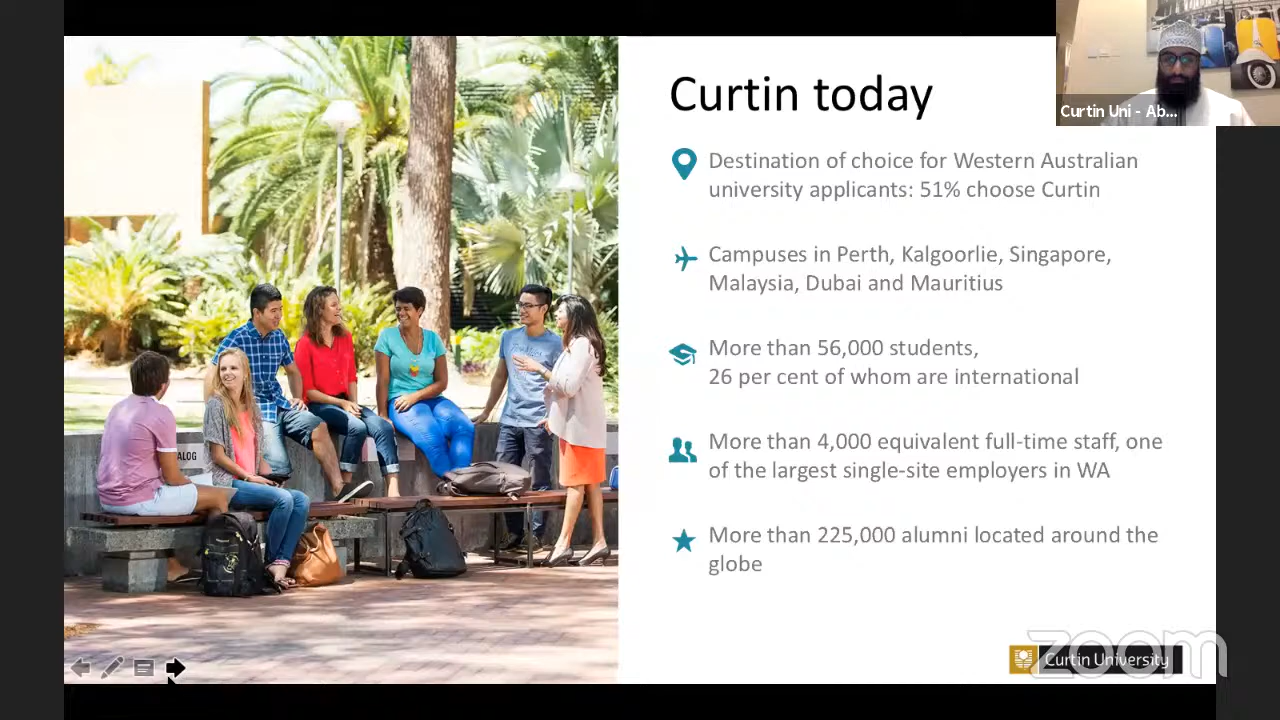 Curtin today
Curtin Uni - Ab...
Destination of choice for Western Australian
university applicants: 51% choose Curtin
Campuses in Perth, Kalgoorlie, Singapore,
Malaysia, Dubai and Mauritius
More than 56,000 students,
26 per cent of whom are international
More than 4,000 equivalent full-time staff, one
of the largest single-site employers in WA
More than 225,000 alumni located around the
globe
ALOG
Curtin University
zoom